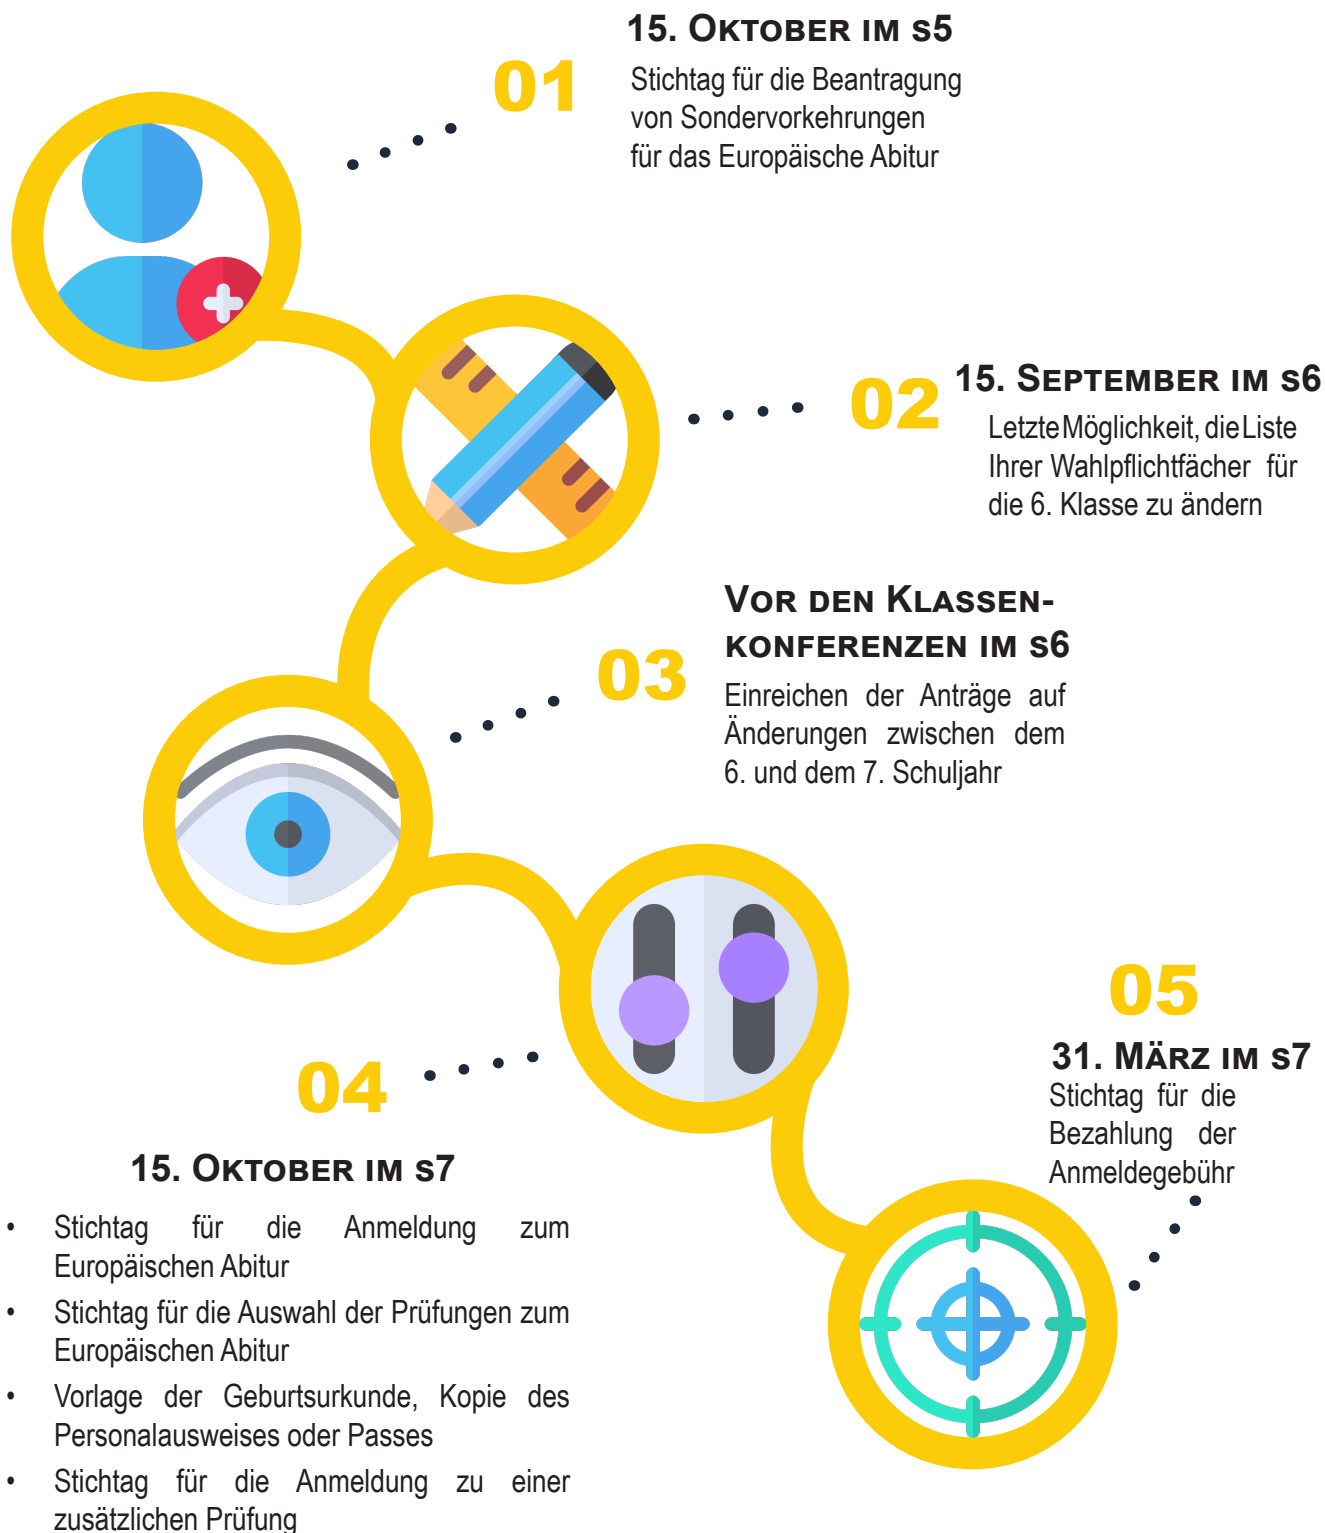 01
15. Oktober im s5
Stichtag für die Beantragung
von Sondervorkehrungen
für das Europäische Abitur
02
15. September im s6
Letzte Möglichkeit, die Liste
Ihrer Wahlpflichtfächer für
die 6. Klasse zu ändern
03
Vor den Klassen-
konferenzen im s6
Einreichen der Anträge auf
Änderungen zwischen dem
6. und dem 7. Schuljahr
04
15. Oktober im s7
• Stichtag für die Anmeldung zum
Europäischen Abitur
• Stichtag für die Auswahl der Prüfungen zum
Europäischen Abitur
• Vorlage der Geburtsurkunde, Kopie des
Personalausweises oder Passes
• Stichtag für die Anmeldung zu einer
zusätzlichen Prüfung
05
31. März im s7
Stichtag für die
Bezahlung der
Anmeldegebühr